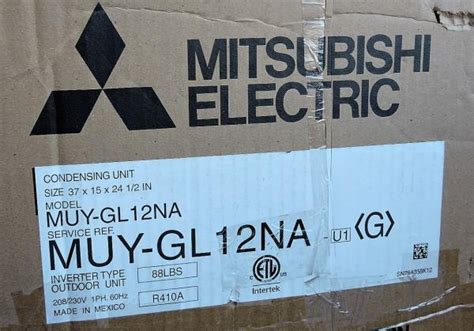 MITSUBISHI
ELECTRIC
CONDENSING UNIT
SIZE 37 x 15 x 24 1/2 IN
MODEL
MUY-GL12NA
SERVICE REF.
MUY-GL12NA -U1 〈G〉
INVERTER TYPE 88LBS
OUTDOOR UNIT
208/230V 1PH. 60Hz R410A
MADE IN MEXICO
ETL
Intertek